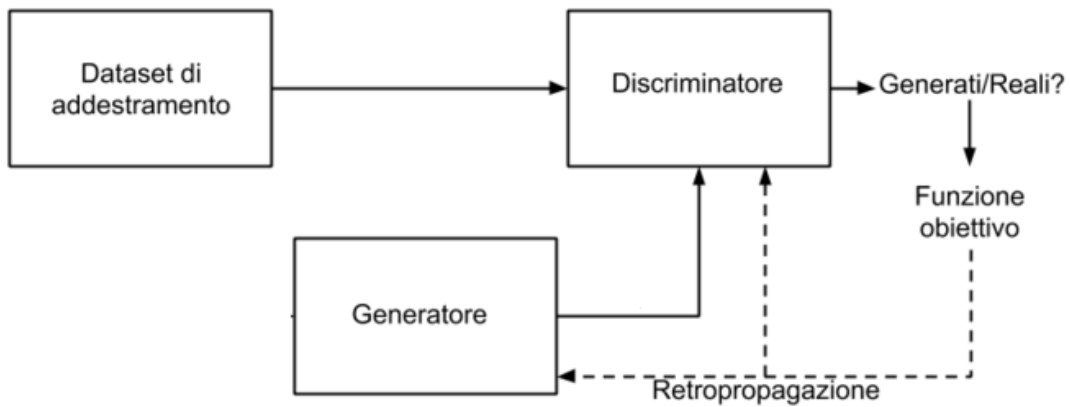 Dataset di
addestramento
Discriminatore
Generati/Reali?
Funzione
obiettivo
Generatore
Retropropagazione